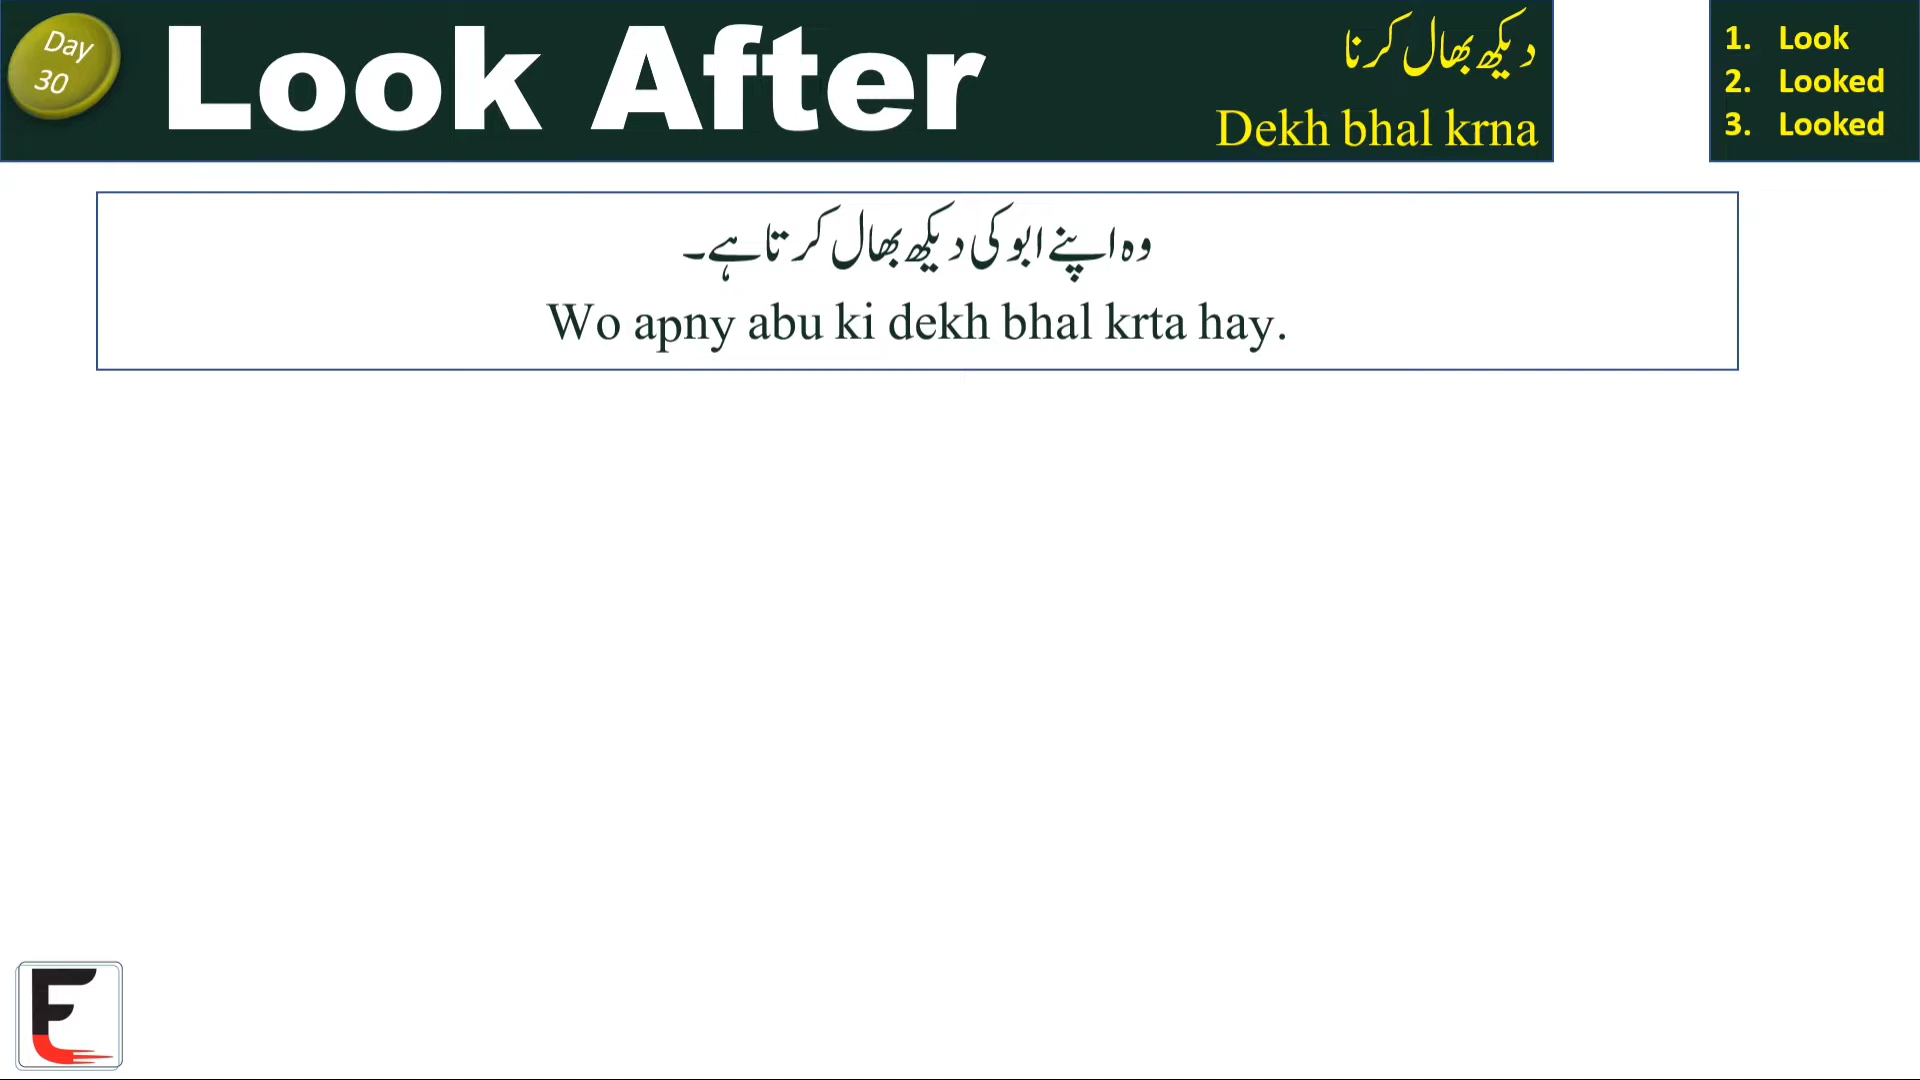 Day
30
Look After
دیکھ بھال کرنا
Dekh bhal krna
1. Look
2. Looked
3. Looked
وہ اپنے ابو کی دیکھ بھال کرتا ہے۔
Wo apny abu ki dekh bhal krta hay.